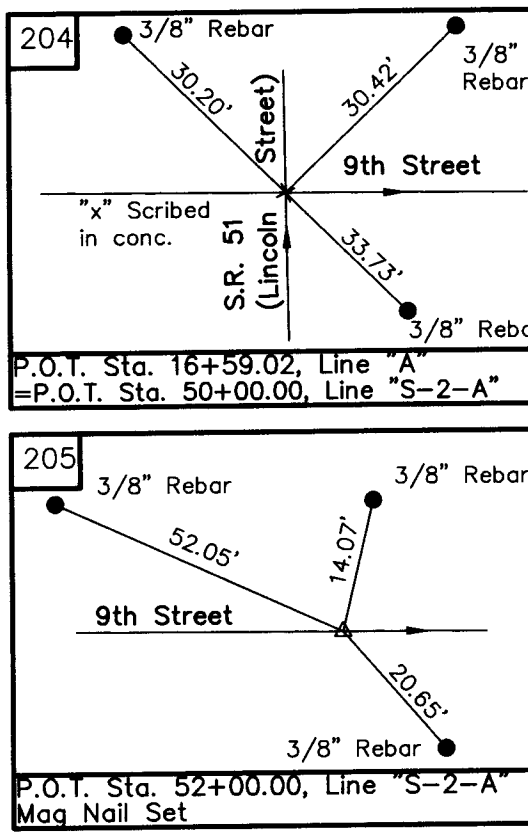 204
3/8" Rebar
3/8"
Rebar
30.20'
30.42'
9th Street
"x" Scribed
in conc.
S.R. 51
(Lincoln Street)
33.73'
3/8" Reba
P.O.T. Sta. 16+59.02, Line "A"
=P.O.T. Sta. 50+00.00, Line "S-2-A"
205
3/8" Rebar
3/8" Rebar
52.05'
14.07'
9th Street
20.65'
3/8" Rebar
P.O.T. Sta. 52+00.00, Line "S-2-A"
Mag Nail Set